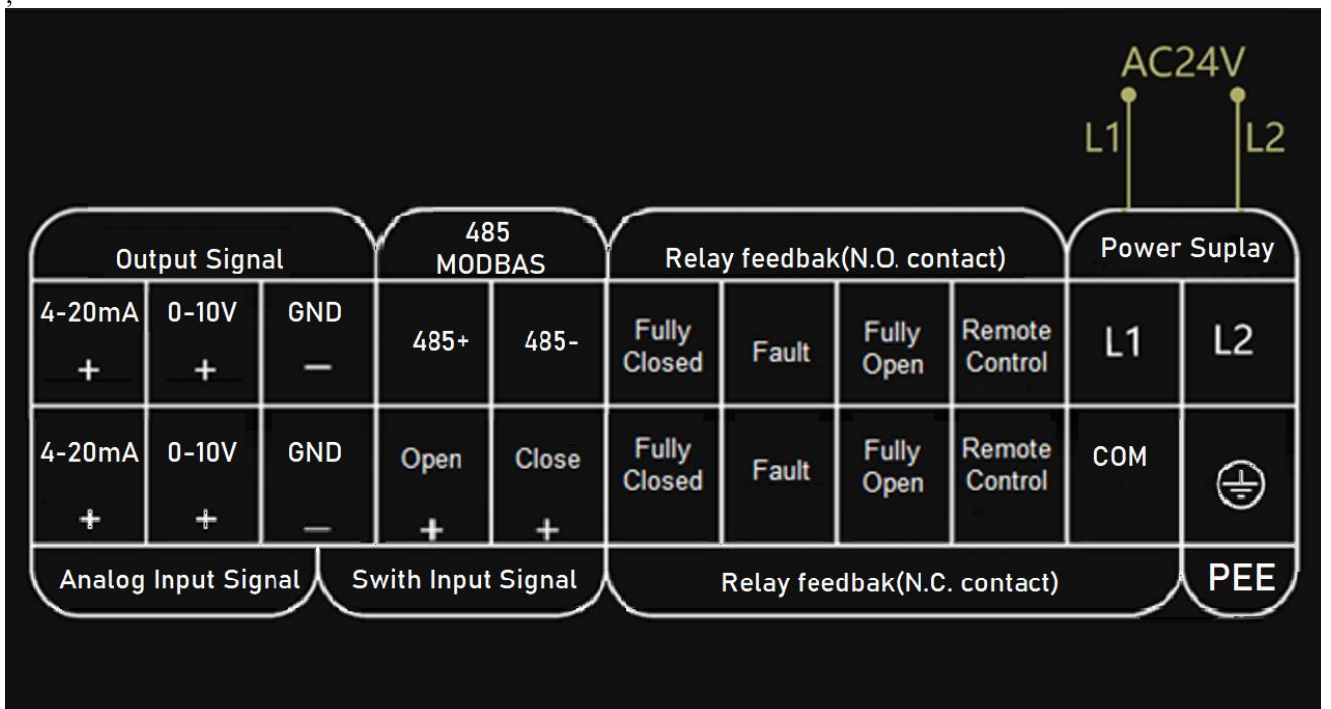 AC24V
L1
L2
Output Signal
485
MODBAS
Relay feedbak(N.O. contact)
Power Suplay
4-20mA
+
0-10V
+
GND
−
485+
485-
Fully
Closed
Fault
Fully
Open
Remote
Control
L1
L2
4-20mA
+
0-10V
+
GND
−
Open
+
Close
+
Fully
Closed
Fault
Fully
Open
Remote
Control
COM
Analog Input Signal
Swith Input Signal
Relay feedbak(N.C. contact)
PEE